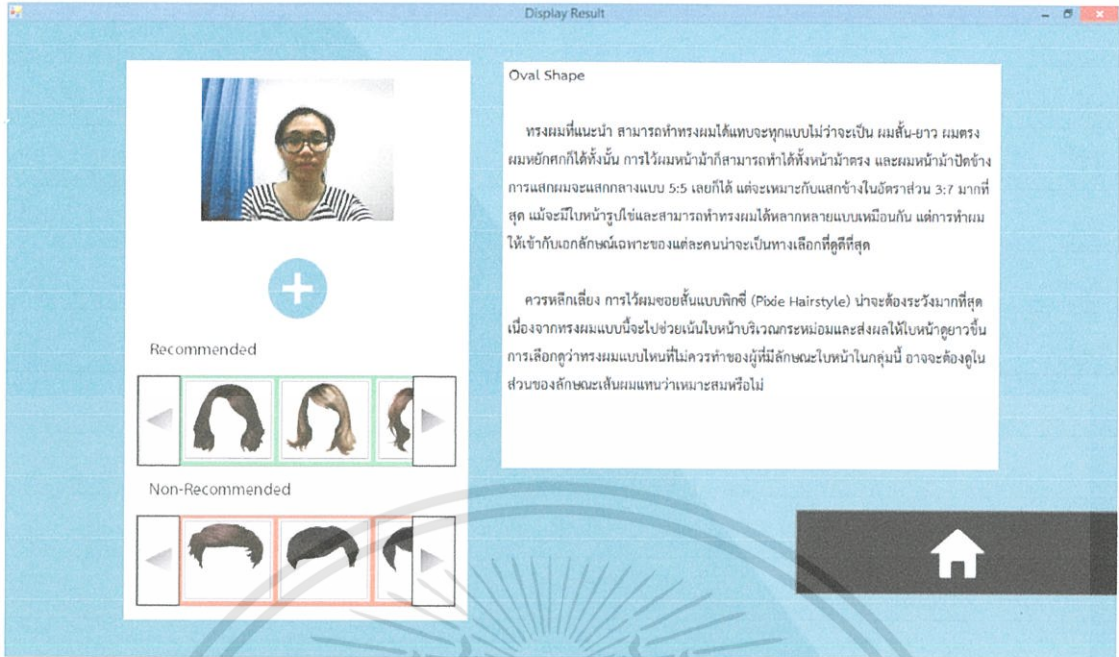 Display Result
Oval Shape
ทรงผมที่แนะนำ สามารถทำทรงผมได้แทบจะทุกแบบไม่ว่าจะเป็น ผมสั้น-ยาว ผมตรง
ผมหยักศกก็ได้ทั้งนั้น การไว้ผมหน้าม้าก็สามารถทำได้ทั้งหน้าม้าตรง และผมหน้าม้าปัดข้าง
การแสกผมจะแสกกลางแบบ 5:5 เลยก็ได้ แต่จะเหมาะกับแสกข้างในอัตราส่วน 3:7 มากที่
สุด แม้จะมีใบหน้ารูปไข่และสามารถทำทรงผมได้หลากหลายแบบเหมือนกัน แต่การทำผม
ให้เข้ากับเอกลักษณ์เฉพาะของแต่ละคนน่าจะเป็นทางเลือกที่ดูดีที่สุด
ควรหลีกเลี่ยง การไว้ผมซอยสั้นแบบพิกซี่ (Pixie Hairstyle) น่าจะต้องระวังมากที่สุด
เนื่องจากทรงผมแบบนี้จะไปช่วยเน้นใบหน้าบริเวณกระหม่อมและส่งผลให้ใบหน้าดูยาวขึ้น
การเลือกดูว่าทรงผมแบบไหนที่ไม่ควรทำของผู้ที่มีลักษณะใบหน้าในกลุ่มนี้ อาจจะต้องดูใน
ส่วนของลักษณะเส้นผมแทนว่าเหมาะสมหรือไม่
Recommended
Non-Recommended